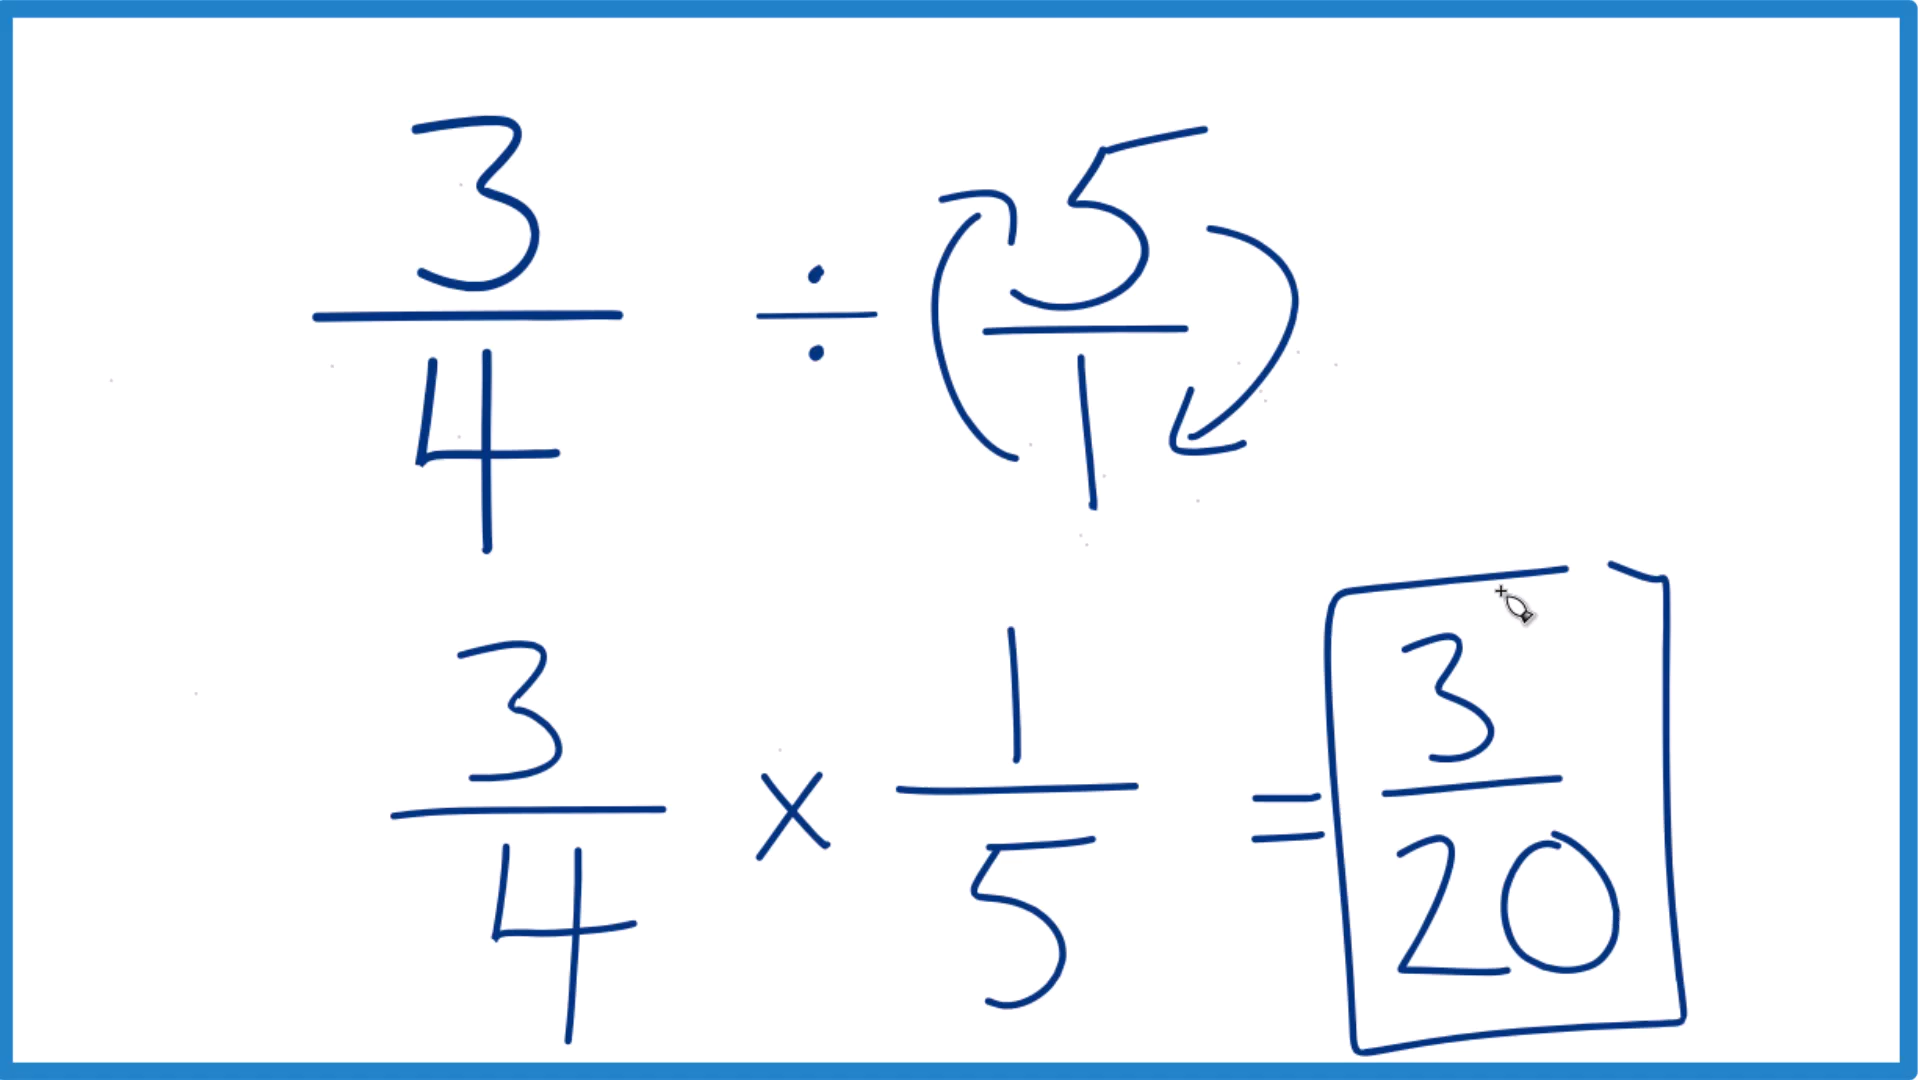 3/4 ÷ 5/1
3/4 × 1/5 = 3/20